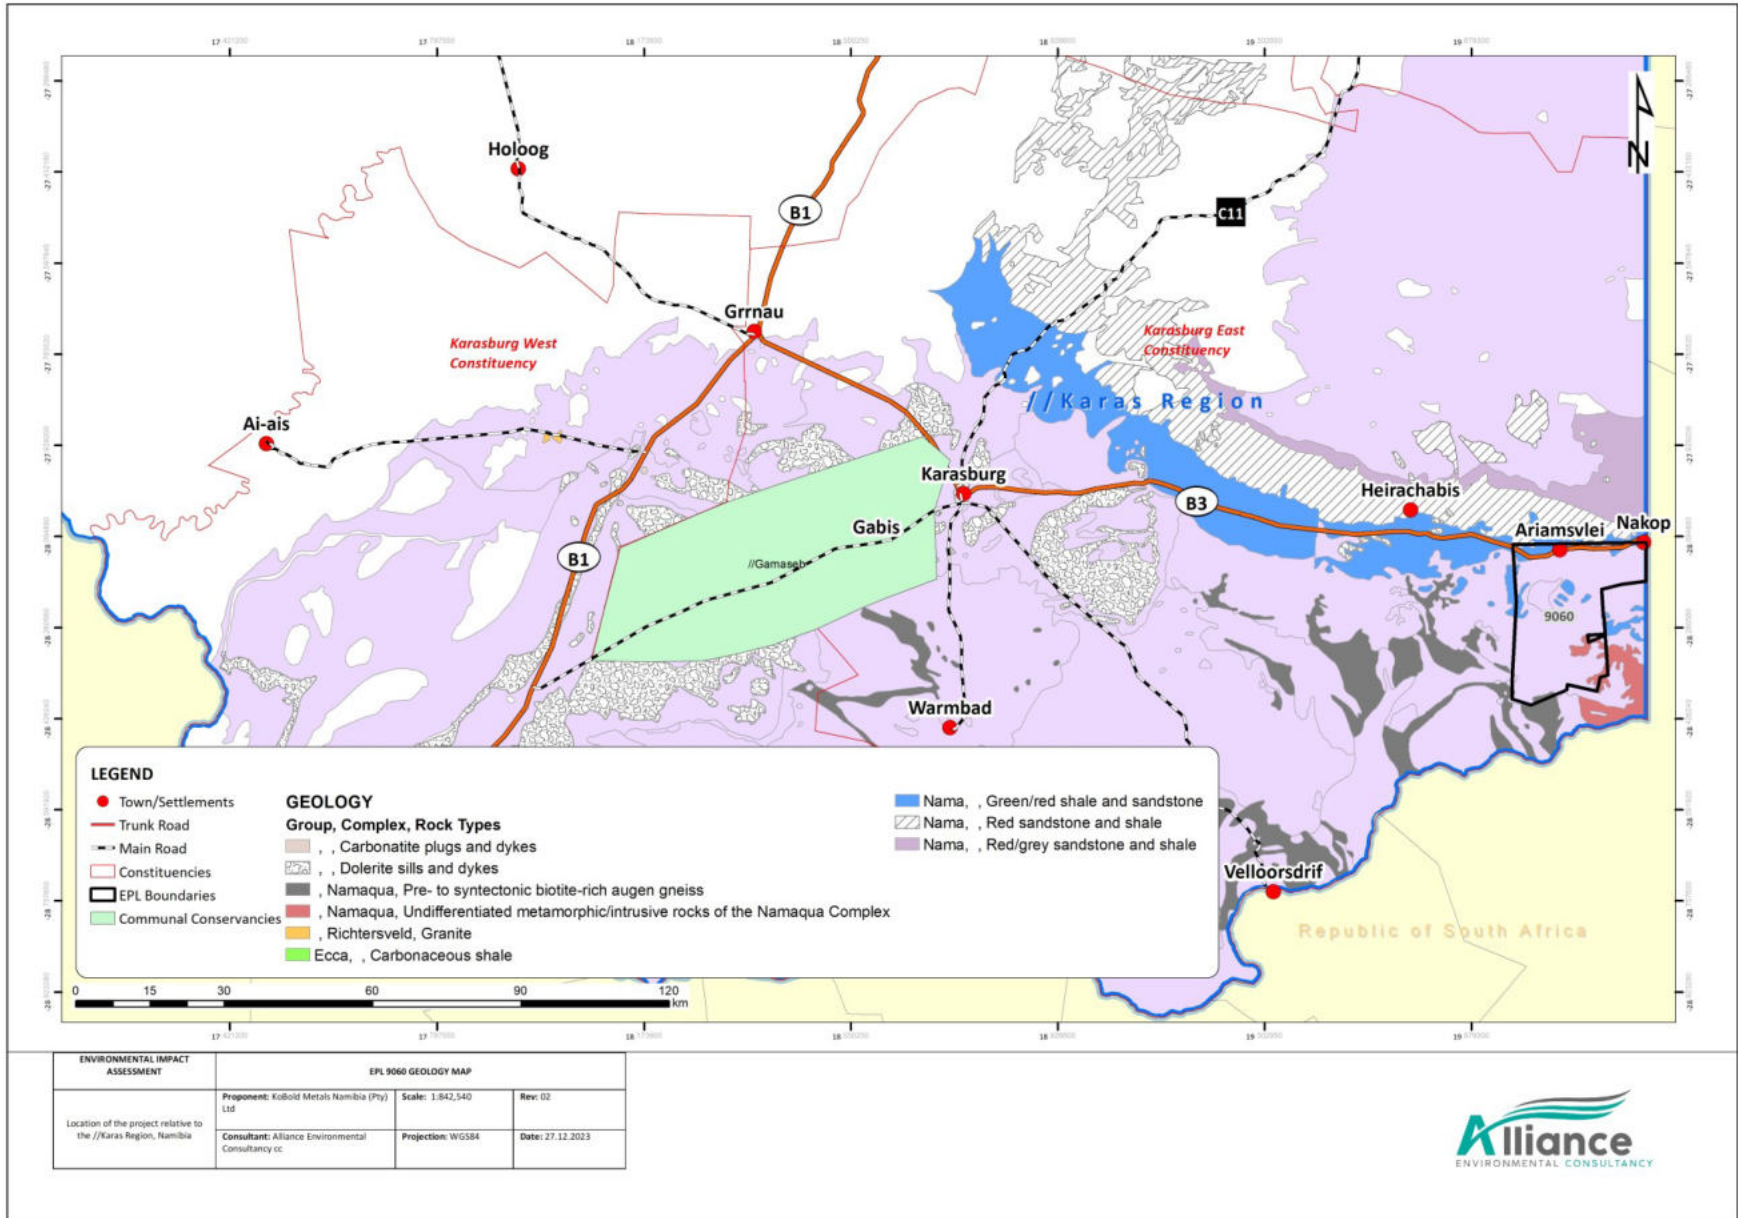 Holoog
B1
C11
N
Grrnau
Karasburg West
Constituency
Karasburg East
Constituency
//Karas Region
Ai-ais
Karasburg
Gabis
B3
Heirachabis
Ariamsvlei
Nakop
B1
//Gamaseb
9060
Warmbad
Velloorsdrif
Republic of South Africa
LEGEND
Town/Settlements
Trunk Road
Main Road
Constituencies
EPL Boundaries
Communal Conservancies
GEOLOGY
Group, Complex, Rock Types
, , Carbonatite plugs and dykes
, , Dolerite sills and dykes
, Namaqua, Pre- to syntectonic biotite-rich augen gneiss
, Namaqua, Undifferentiated metamorphic/intrusive rocks of the Namaqua Complex
, Richtersveld, Granite
Ecca, , Carbonaceous shale
Nama, , Green/red shale and sandstone
Nama, , Red sandstone and shale
Nama, , Red/grey sandstone and shale
0 15 30 60 90 120
km
ENVIRONMENTAL IMPACT
ASSESSMENT
EPL 9060 GEOLOGY MAP
Location of the project relative to
the //Karas Region, Namibia
Proponent: KoBold Metals Namibia (Pty)
Ltd
Scale: 1:842,540
Rev: 02
Consultant: Alliance Environmental
Consultancy cc
Projection: WGS84
Date: 27.12.2023
Alliance
ENVIRONMENTAL CONSULTANCY